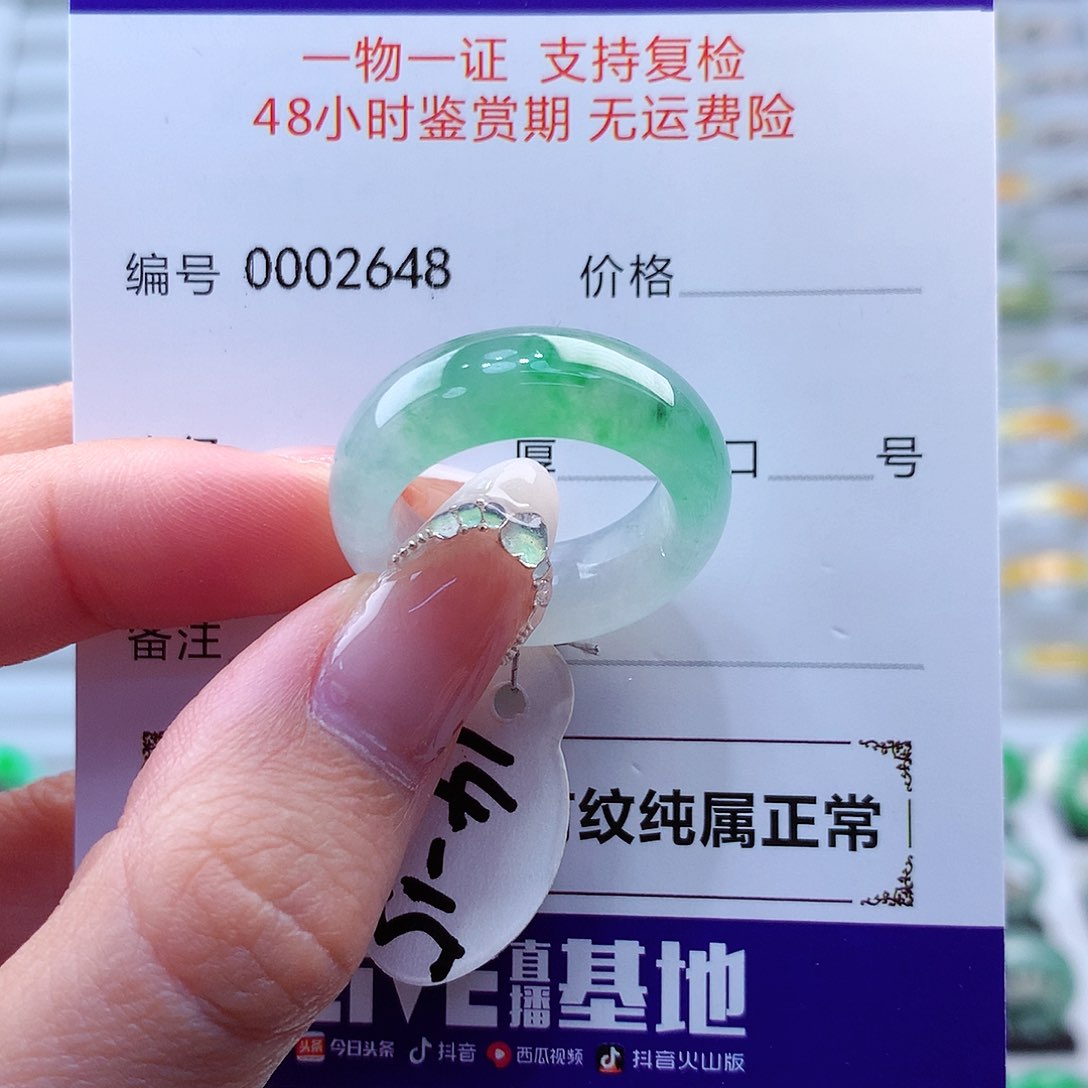 一物一证 支持复检
48小时鉴赏期 无运费险
编号 0002648 价格
厚 口 号
备注
纹纯属正常
直播基地
头条 今日头条 抖音 西瓜视频 抖音火山版